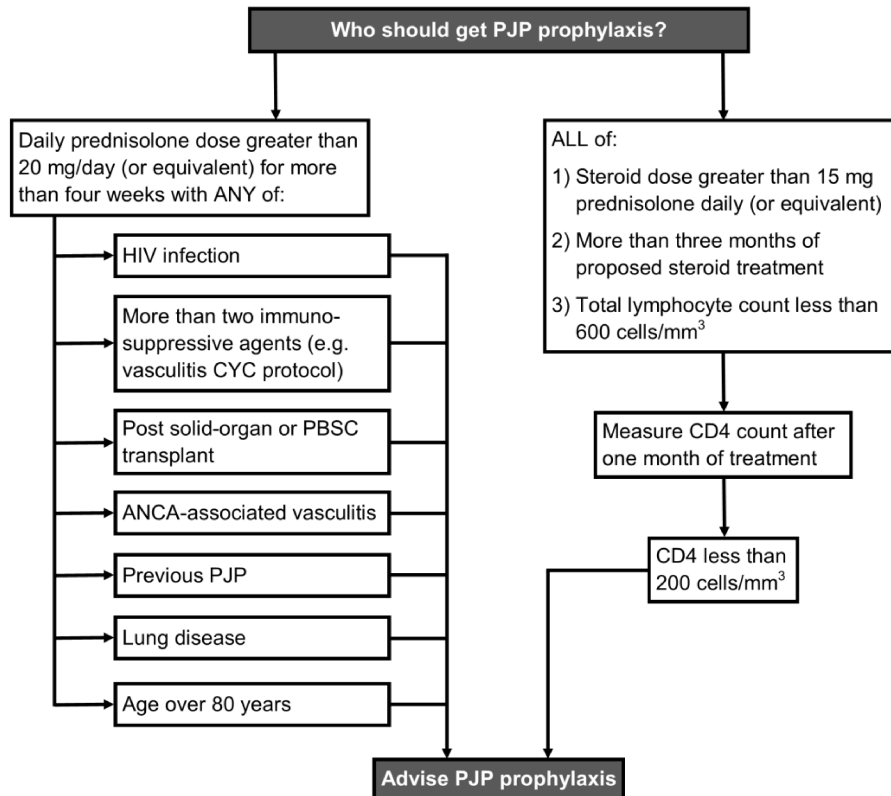 Who should get PJP prophylaxis?
Daily prednisolone dose greater than
20 mg/day (or equivalent) for more
than four weeks with ANY of:
HIV infection
More than two immuno-
suppressive agents (e.g.
vasculitis CYC protocol)
Post solid-organ or PBSC
transplant
ANCA-associated vasculitis
Previous PJP
Lung disease
Age over 80 years
ALL of:
1) Steroid dose greater than 15 mg
prednisolone daily (or equivalent)
2) More than three months of
proposed steroid treatment
3) Total lymphocyte count less than
600 cells/mm³
Measure CD4 count after
one month of treatment
CD4 less than
200 cells/mm³
Advise PJP prophylaxis